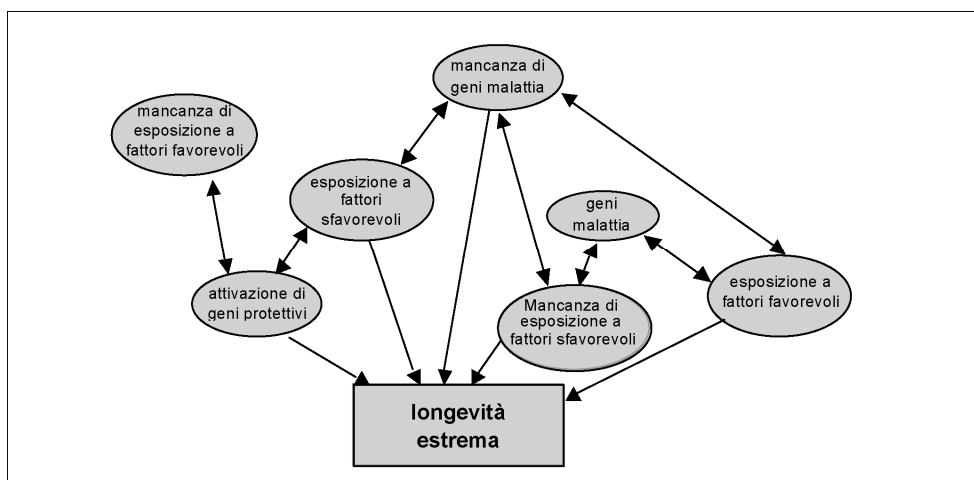 mancanza di
geni malattia
mancanza di
esposizione a
fattori favorevoli
esposizione a
fattori
sfavorevoli
geni
malattia
attivazione di
geni protettivi
Mancanza di
esposizione a
fattori sfavorevoli
esposizione a
fattori favorevoli
longevità
estrema